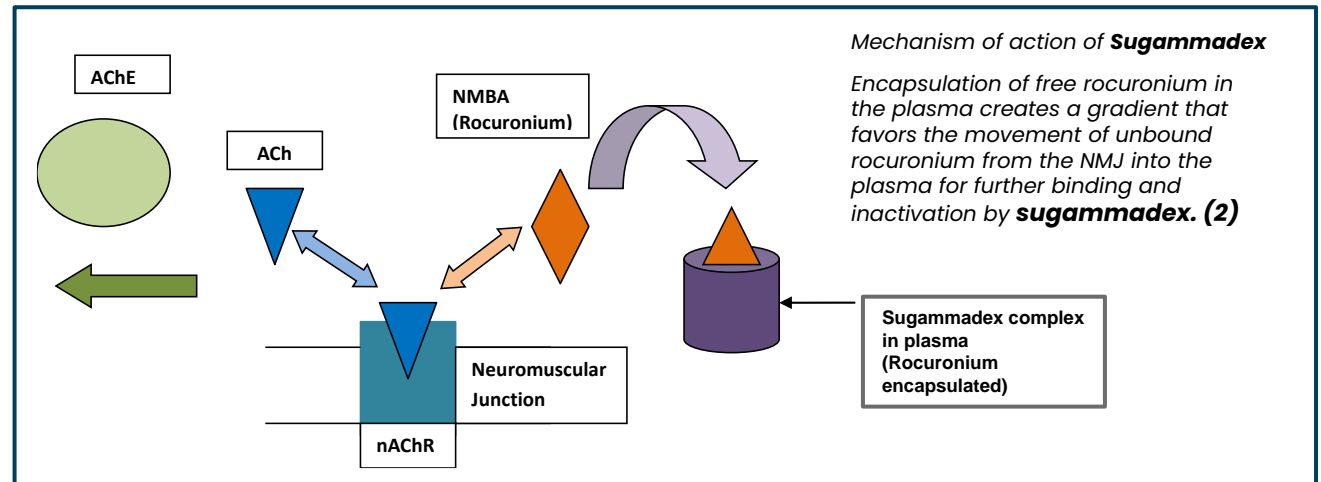 Mechanism of action of Sugammadex
Encapsulation of free rocuronium in
the plasma creates a gradient that
favors the movement of unbound
rocuronium from the NMJ into the
plasma for further binding and
inactivation by sugammadex. (2)
AChE
ACh
NMBA
(Rocuronium)
Neuromuscular
Junction
nAChR
Sugammadex complex
in plasma
(Rocuronium
encapsulated)